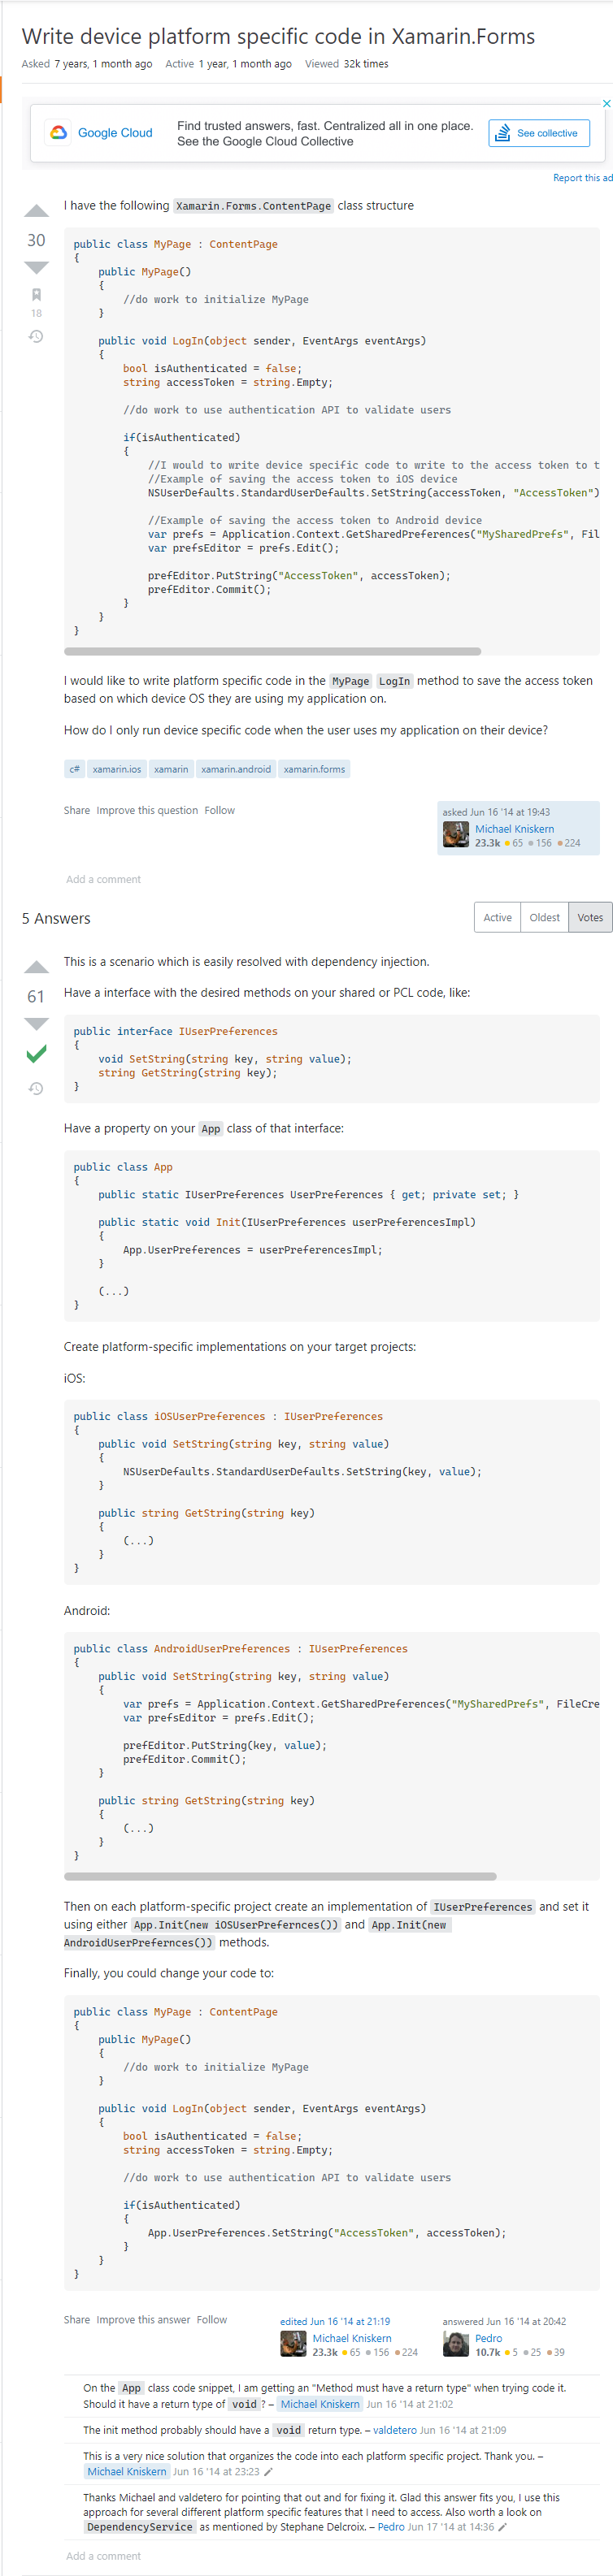 Write device platform specific code in Xamarin.Forms
Asked 7 years, 1 month ago Active 1 year, 1 month ago Viewed 32k times
Google Cloud
Find trusted answers, fast. Centralized all in one place.
See the Google Cloud Collective
See collective
Report this ad
I have the following Xamarin.Forms.ContentPage class structure
30
18
public class MyPage : ContentPage
{
    public MyPage()
    {
        //do work to initialize MyPage
    }

    public void LogIn(object sender, EventArgs eventArgs)
    {
        bool isAuthenticated = false;
        string accessToken = string.Empty;

        //do work to use authentication API to validate users

        if(isAuthenticated)
        {
            //I would to write device specific code to write to the access token to t
            //Example of saving the access token to iOS device
            NSUserDefaults.StandardUserDefaults.SetString(accessToken, "AccessToken")

            //Example of saving the access token to Android device
            var prefs = Application.Context.GetSharedPreferences("MySharedPrefs", Fil
            var prefsEditor = prefs.Edit();

            prefEditor.PutString("AccessToken", accessToken);
            prefEditor.Commit();
        }
    }
}
I would like to write platform specific code in the MyPage LogIn method to save the access token
based on which device OS they are using my application on.
How do I only run device specific code when the user uses my application on their device?
c# xamarin.ios xamarin xamarin.android xamarin.forms
Share Improve this question Follow
asked Jun 16 '14 at 19:43
Michael Kniskern
23.3k 65 156 224
Add a comment
5 Answers
Active Oldest Votes
This is a scenario which is easily resolved with dependency injection.
61
Have a interface with the desired methods on your shared or PCL code, like:
public interface IUserPreferences
{
    void SetString(string key, string value);
    string GetString(string key);
}
Have a property on your App class of that interface:
public class App
{
    public static IUserPreferences UserPreferences { get; private set; }

    public static void Init(IUserPreferences userPreferencesImpl)
    {
        App.UserPreferences = userPreferencesImpl;
    }

    (...)
}
Create platform-specific implementations on your target projects:
iOS:
public class iOSUserPreferences : IUserPreferences
{
    public void SetString(string key, string value)
    {
        NSUserDefaults.StandardUserDefaults.SetString(key, value);
    }

    public string GetString(string key)
    {
        (...)
    }
}
Android:
public class AndroidUserPreferences : IUserPreferences
{
    public void SetString(string key, string value)
    {
        var prefs = Application.Context.GetSharedPreferences("MySharedPrefs", FileCre
        var prefsEditor = prefs.Edit();

        prefEditor.PutString(key, value);
        prefEditor.Commit();
    }

    public string GetString(string key)
    {
        (...)
    }
}
Then on each platform-specific project create an implementation of IUserPreferences and set it
using either App.Init(new iOSUserPrefernces()) and App.Init(new
AndroidUserPrefernces()) methods.
Finally, you could change your code to:
public class MyPage : ContentPage
{
    public MyPage()
    {
        //do work to initialize MyPage
    }

    public void LogIn(object sender, EventArgs eventArgs)
    {
        bool isAuthenticated = false;
        string accessToken = string.Empty;

        //do work to use authentication API to validate users

        if(isAuthenticated)
        {
            App.UserPreferences.SetString("AccessToken", accessToken);
        }
    }
}
Share Improve this answer Follow
edited Jun 16 '14 at 21:19
Michael Kniskern
23.3k 65 156 224
answered Jun 16 '14 at 20:42
Pedro
10.7k 5 25 39
On the App class code snippet, I am getting an "Method must have a return type" when trying code it.
Should it have a return type of void ? – Michael Kniskern Jun 16 '14 at 21:02
The init method probably should have a void return type. – valdetero Jun 16 '14 at 21:09
This is a very nice solution that organizes the code into each platform specific project. Thank you. –
Michael Kniskern Jun 16 '14 at 23:23
Thanks Michael and valdetero for pointing that out and for fixing it. Glad this answer fits you, I use this
approach for several different platform specific features that I need to access. Also worth a look on
DependencyService as mentioned by Stephane Delcroix. – Pedro Jun 17 '14 at 14:36
Add a comment